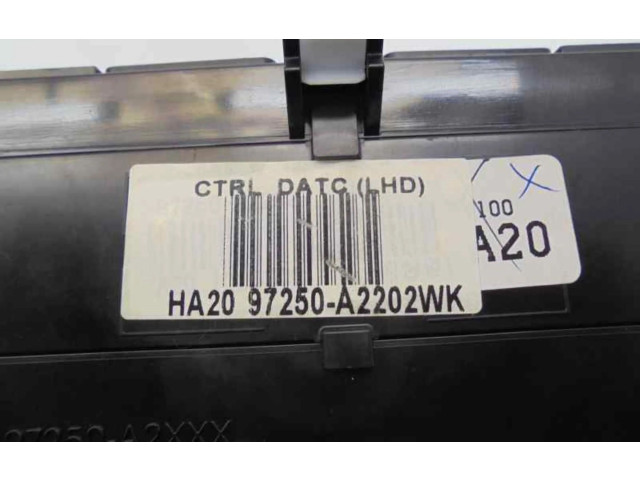 CTRL DATC (LHD)
HA20 97250-A2202WK
100
A20
97250-A2XXX